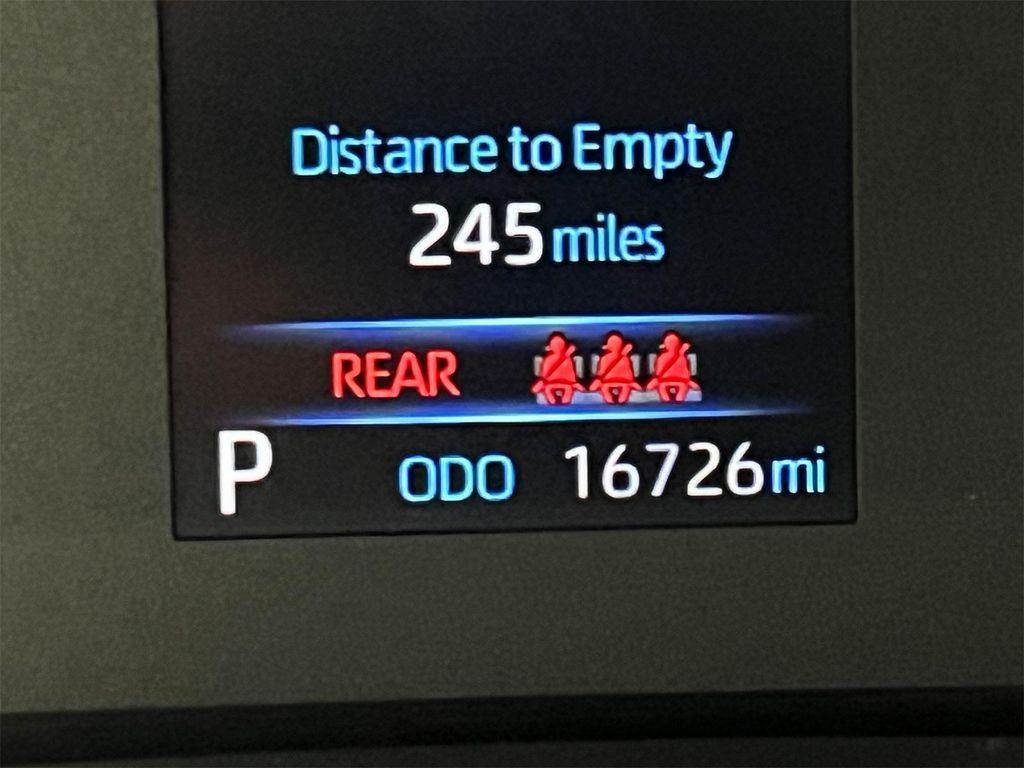 Distance to Empty
245 miles
REAR
P ODO 16726 mi